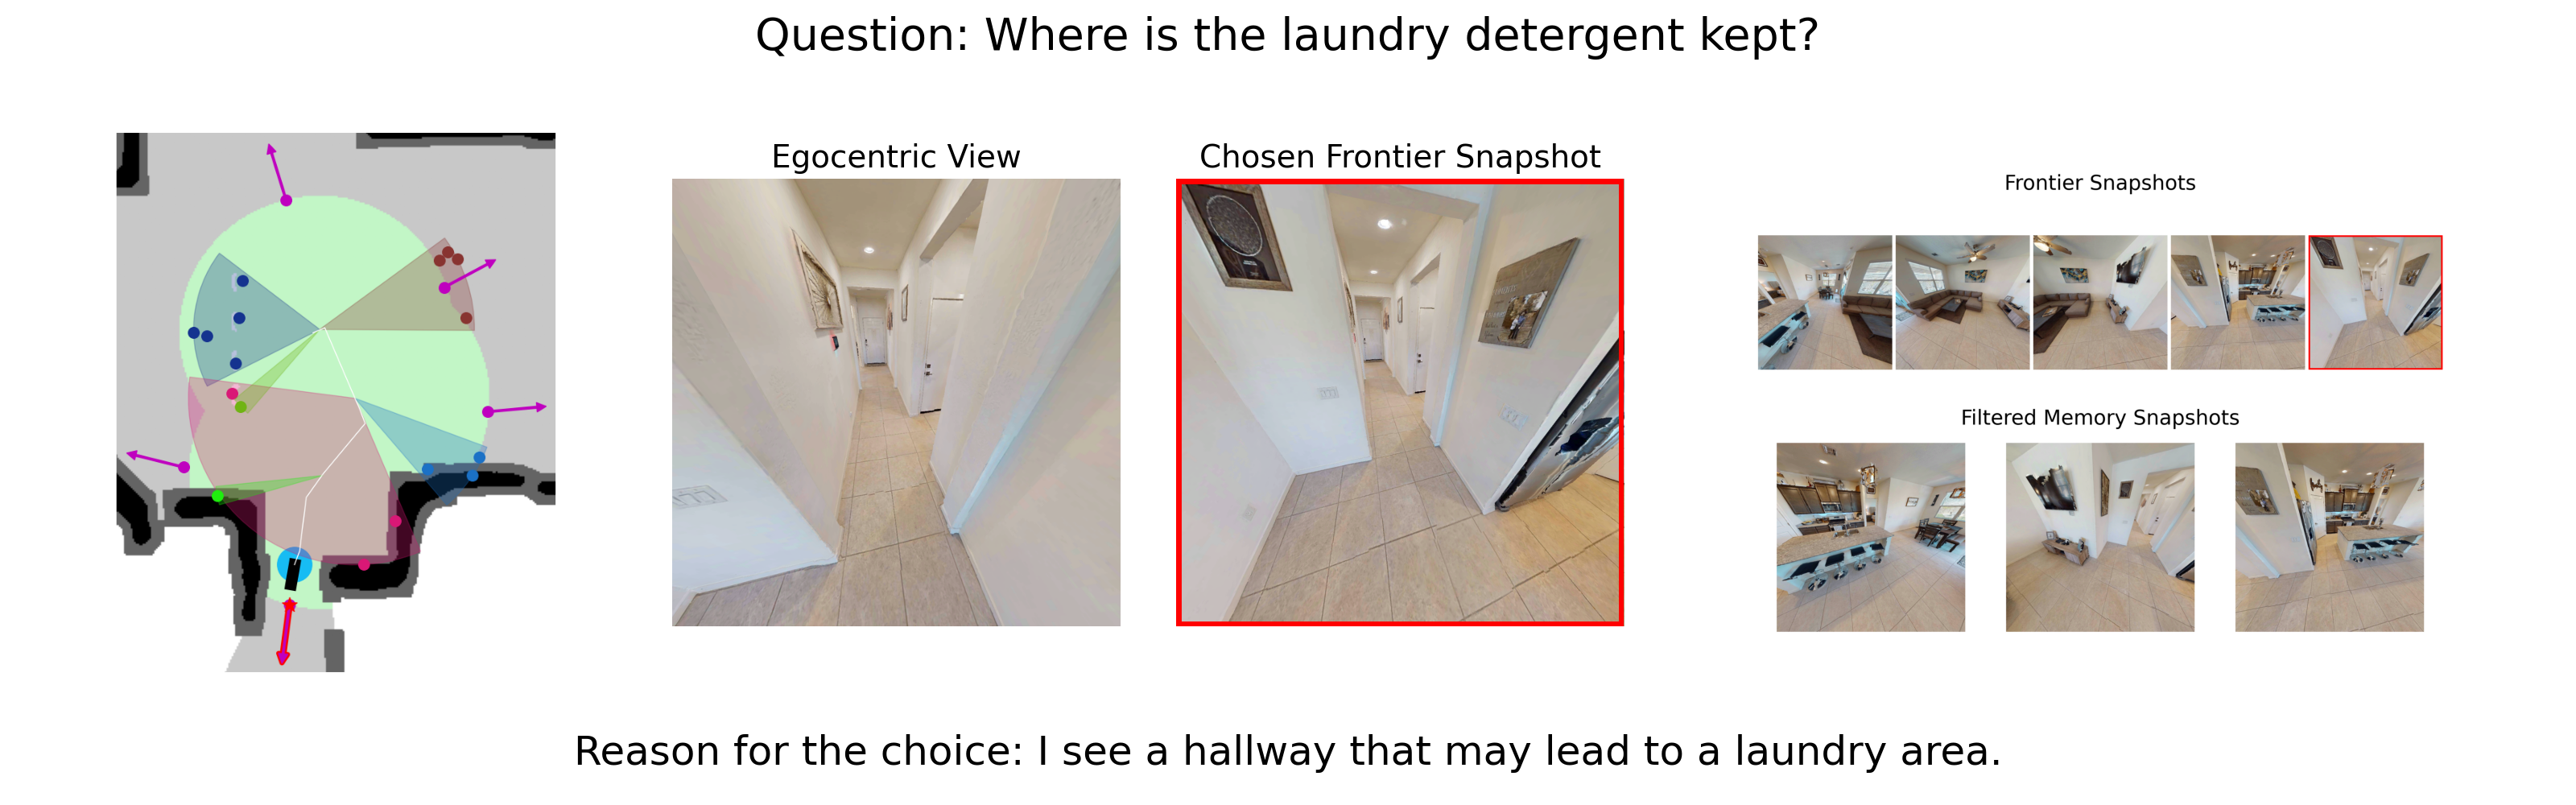 Question: Where is the laundry detergent kept?
Egocentric View
Chosen Frontier Snapshot
Frontier Snapshots
Filtered Memory Snapshots
Reason for the choice: I see a hallway that may lead to a laundry area.